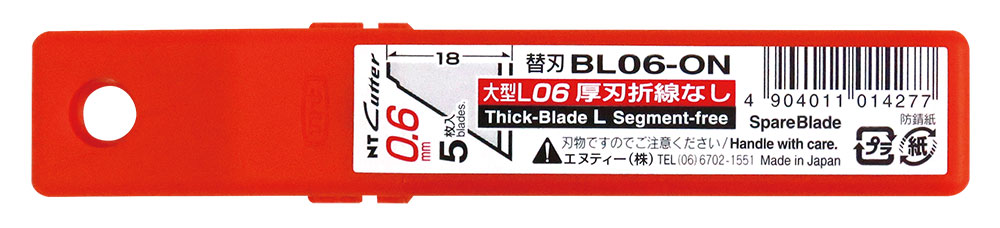 NT Cutter
0.6mm
5枚入
blades.
18
替刃 BL06-ON
大型L06 厚刃折線なし
Thick-Blade L Segment-free
刃物ですのでご注意ください/Handle with care.
エヌティー(株) TEL(06)6702-1551 Made in Japan
4 904011 014277
SpareBlade
防錆紙
プラ
紙